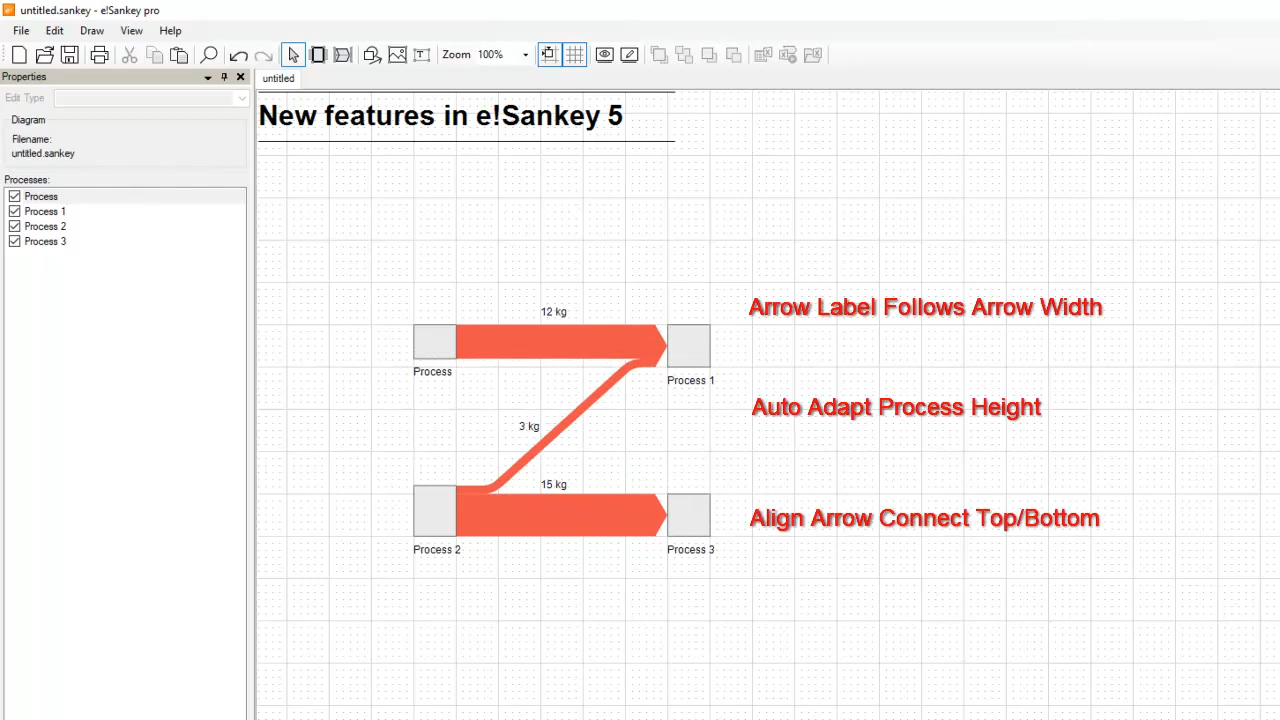 untitled.sankey - e!Sankey pro
File Edit Draw View Help
Zoom 100%
Properties
untitled
Edit Type
Diagram
Filename:
untitled.sankey
Processes:
Process
Process 1
Process 2
Process 3
New features in e!Sankey 5
12 kg
Arrow Label Follows Arrow Width
Process
Process 1
Auto Adapt Process Height
3 kg
15 kg
Align Arrow Connect Top/Bottom
Process 2
Process 3